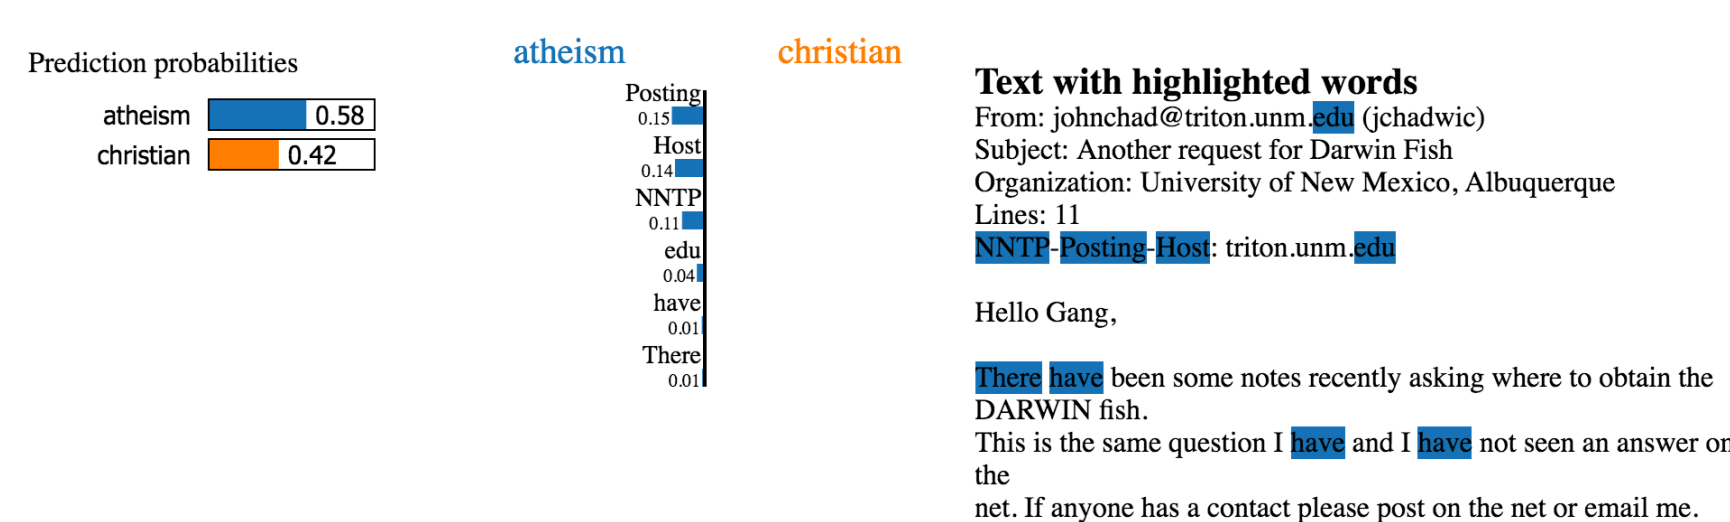 Prediction probabilities
atheism 0.58
christian 0.42
atheism christian
Posting
0.15
Host
0.14
NNTP
0.11
edu
0.04
have
0.01
There
0.01
Text with highlighted words
From: johnchad@triton.unm.edu (jchadwic)
Subject: Another request for Darwin Fish
Organization: University of New Mexico, Albuquerque
Lines: 11
NNTP-Posting-Host: triton.unm.edu
Hello Gang,
There have been some notes recently asking where to obtain the
DARWIN fish.
This is the same question I have and I have not seen an answer on
the
net. If anyone has a contact please post on the net or email me.